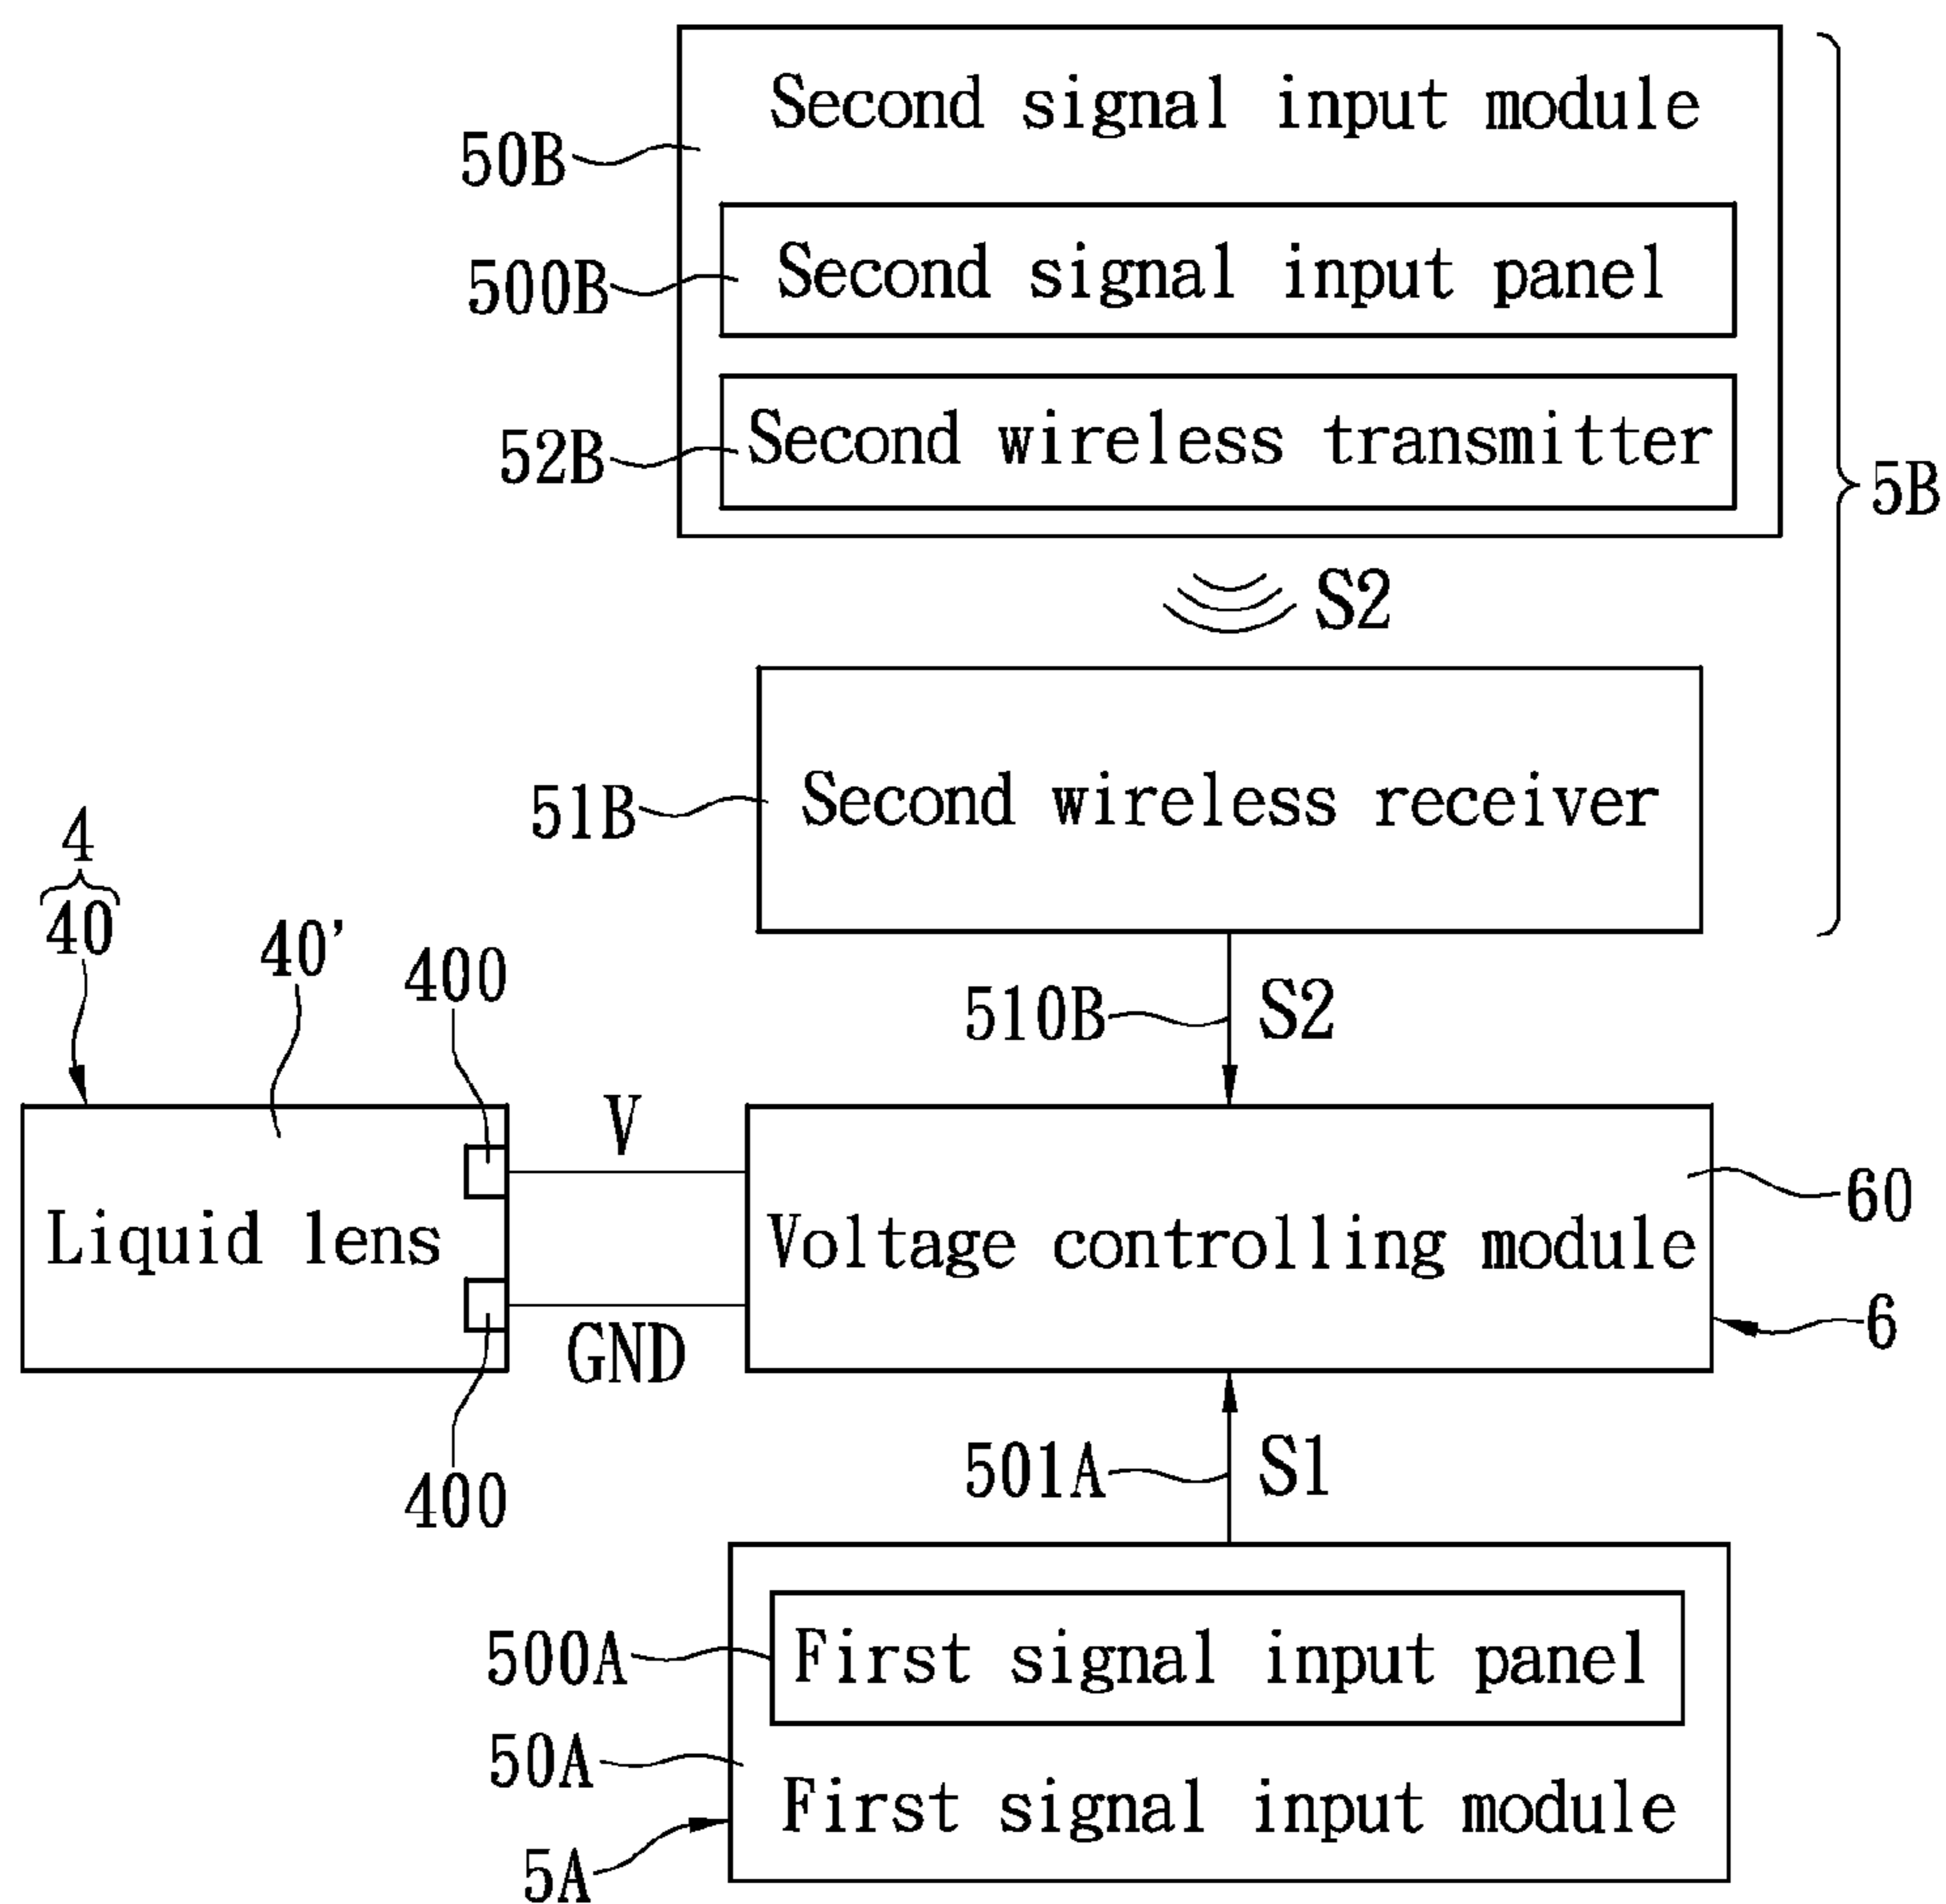 Second signal input module
50B
500B
Second signal input panel
52B
Second wireless transmitter
5B
S2
51B
Second wireless receiver
4
40
40'
400
510B
S2
V
60
Liquid lens
Voltage controlling module
GND
6
400
501A
S1
500A
First signal input panel
50A
First signal input module
5A